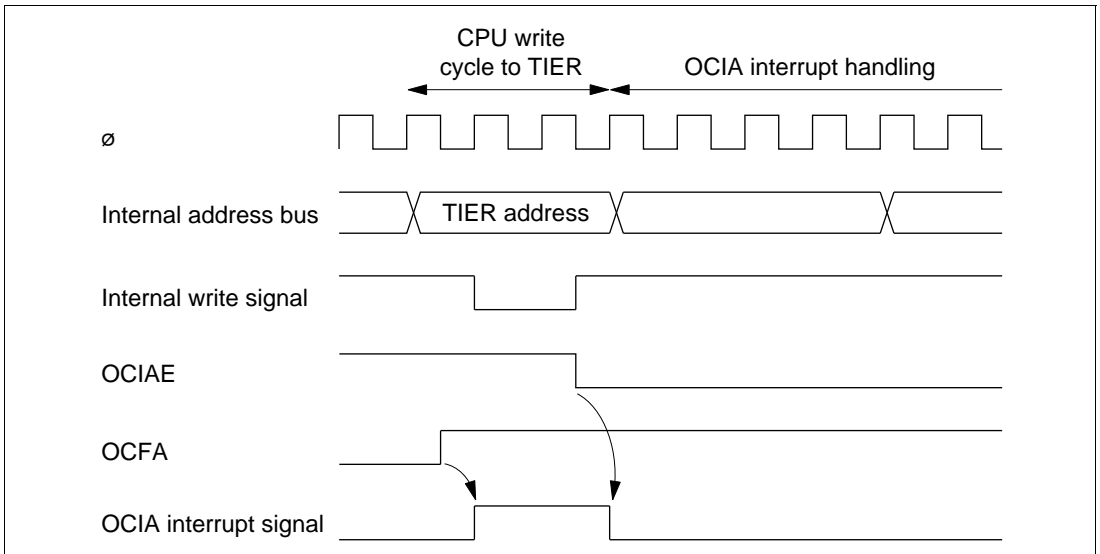 CPU write
cycle to TIER
OCIA interrupt handling
ø
Internal address bus
TIER address
Internal write signal
OCIAE
OCFA
OCIA interrupt signal